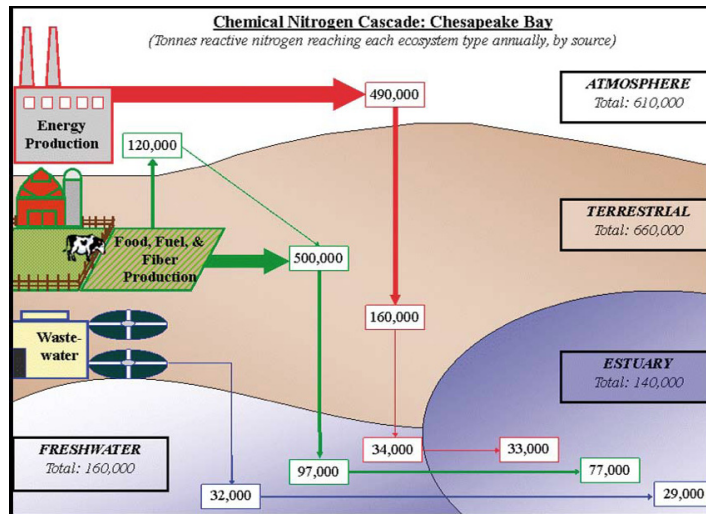 Chemical Nitrogen Cascade: Chesapeake Bay
(Tonnes reactive nitrogen reaching each ecosystem type annually, by source)
490,000
ATMOSPHERE
Total: 610,000
Energy
Production
120,000
TERRESTRIAL
Total: 660,000
Food, Fuel, &
Fiber
Production
500,000
160,000
Waste-
water
ESTUARY
Total: 140,000
FRESHWATER
Total: 160,000
34,000
33,000
97,000
77,000
32,000
29,000